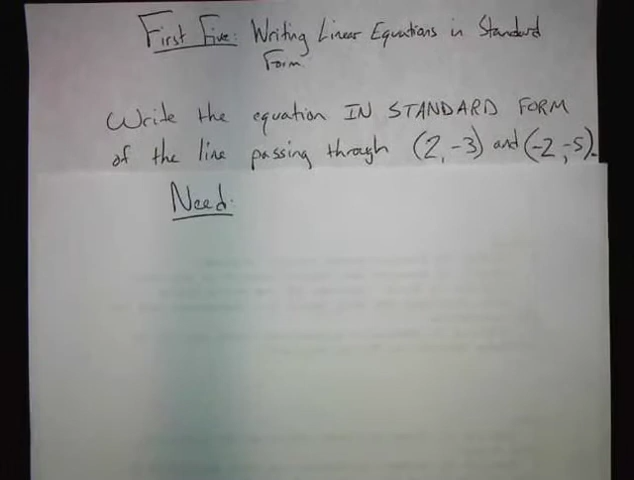 First Five: Writing Linear Equations in Standard
Form
Write the equation IN STANDARD FORM
of the line passing through (2, -3) and (-2, -5).
Need: